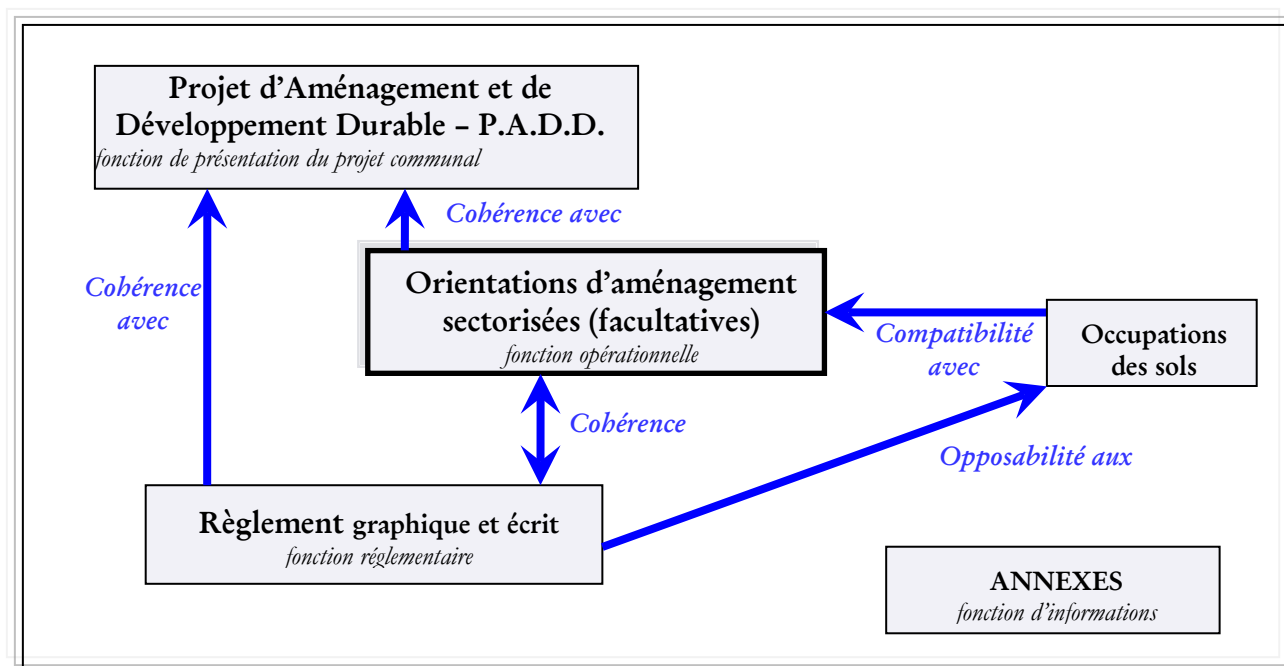 Projet d'Aménagement et de
Développement Durable – P.A.D.D.
fonction de présentation du projet communal
Cohérence avec
Cohérence
avec
Orientations d'aménagement
sectorisées (facultatives)
fonction opérationnelle
Compatibilité
avec
Occupations
des sols
Cohérence
Opposabilité aux
Règlement graphique et écrit
fonction réglementaire
ANNEXES
fonction d'informations